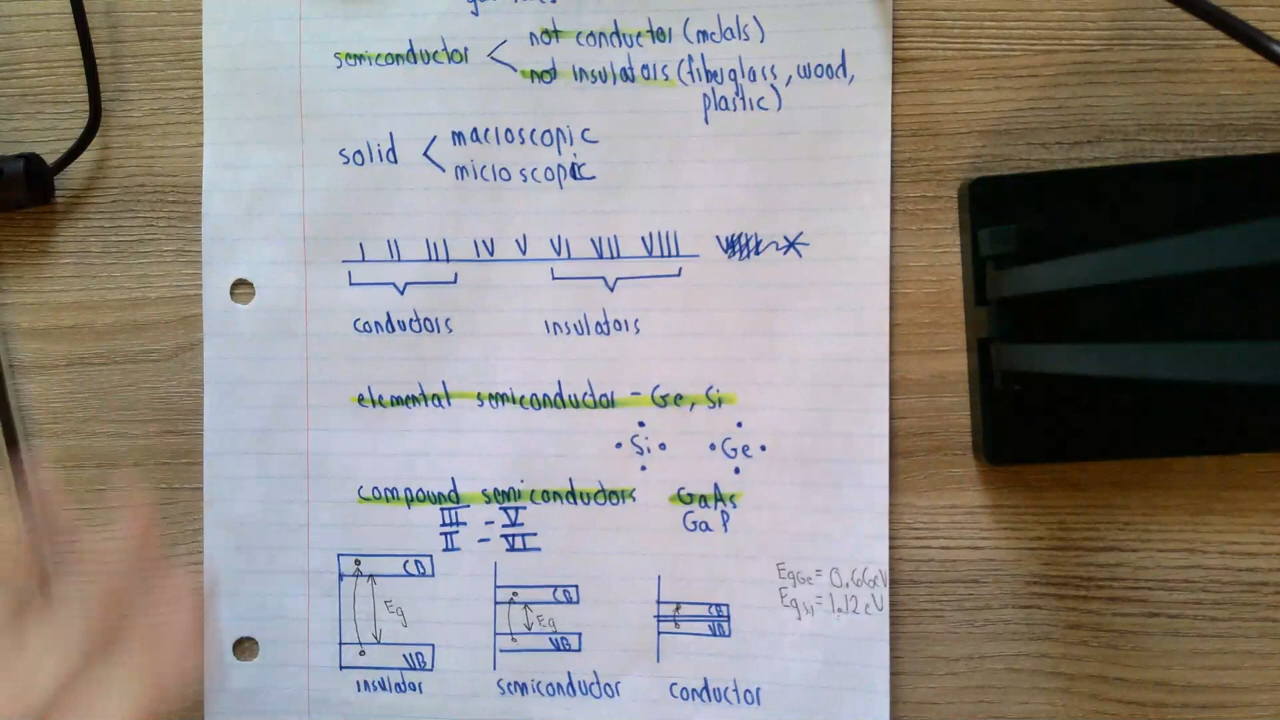 semiconductor < not conductor (metals)
not insulators (fiberglass, wood,
plastic)
solid < macroscopic
microscopic
I II III IV V VI VII VIII
conductors insulators
elemental semiconductor - Ge, Si
Si Ge
compound semiconductors GaAs
III - V GaP
II - VI
CB
Eg
VB
insulator
CB
Eg
VB
semiconductor
CB
VB
conductor
EgGe = 0.66eV
EgSi = 1.12eV